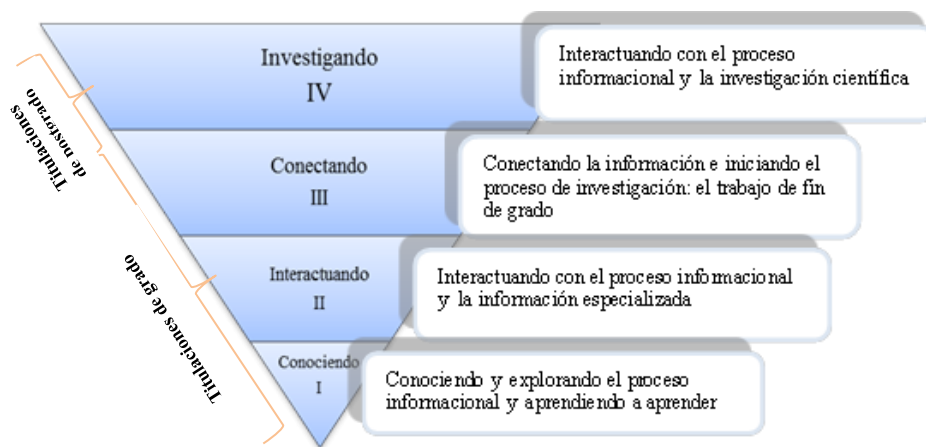 Investigando
IV
Interactuando con el proceso
informacional y la investigación científica
Conectando
III
Conectando la información e iniciando el
proceso de investigación: el trabajo de fin
de grado
Interactuando
II
Interactuando con el proceso informacional
y la información especializada
Conociendo
I
Conociendo y explorando el proceso
informacional y aprendiendo a aprender
Titulaciones
de postgrado
Titulaciones de grado